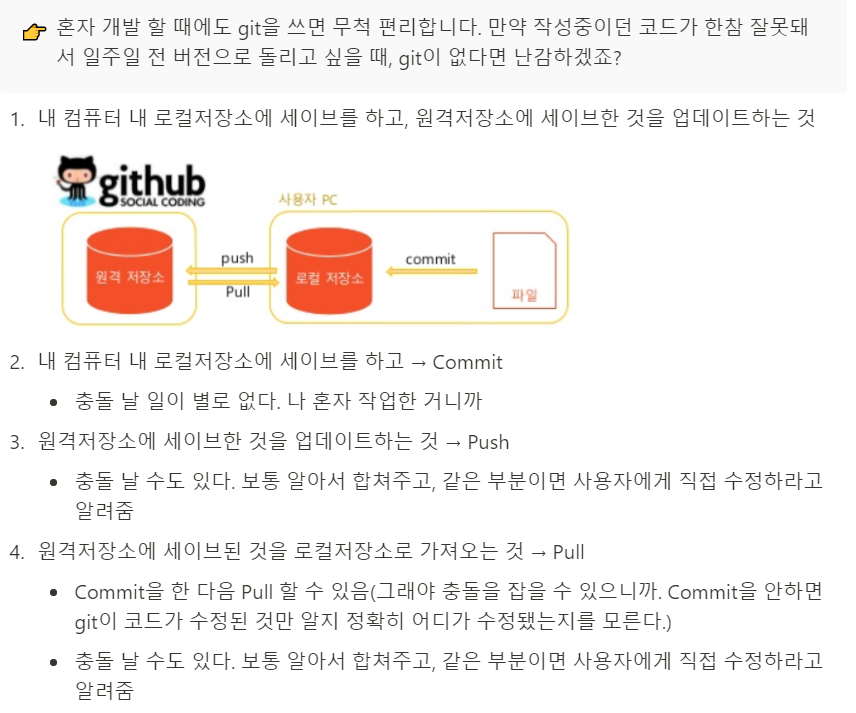 혼자 개발 할 때에도 git을 쓰면 무척 편리합니다. 만약 작성중이던 코드가 한참 잘못돼
서 일주일 전 버전으로 돌리고 싶을 때, git이 없다면 난감하겠죠?
1. 내 컴퓨터 내 로컬저장소에 세이브를 하고, 원격저장소에 세이브한 것을 업데이트하는 것
github
SOCIAL CODING
사용자 PC
원격 저장소
push
Pull
로컬 저장소
commit
파일
2. 내 컴퓨터 내 로컬저장소에 세이브를 하고 → Commit
• 충돌 날 일이 별로 없다. 나 혼자 작업한 거니까
3. 원격저장소에 세이브한 것을 업데이트하는 것 → Push
• 충돌 날 수도 있다. 보통 알아서 합쳐주고, 같은 부분이면 사용자에게 직접 수정하라고
알려줌
4. 원격저장소에 세이브된 것을 로컬저장소로 가져오는 것 → Pull
• Commit을 한 다음 Pull 할 수 있음(그래야 충돌을 잡을 수 있으니까. Commit을 안하면
git이 코드가 수정된 것만 알지 정확히 어디가 수정됐는지를 모른다.)
• 충돌 날 수도 있다. 보통 알아서 합쳐주고, 같은 부분이면 사용자에게 직접 수정하라고
알려줌